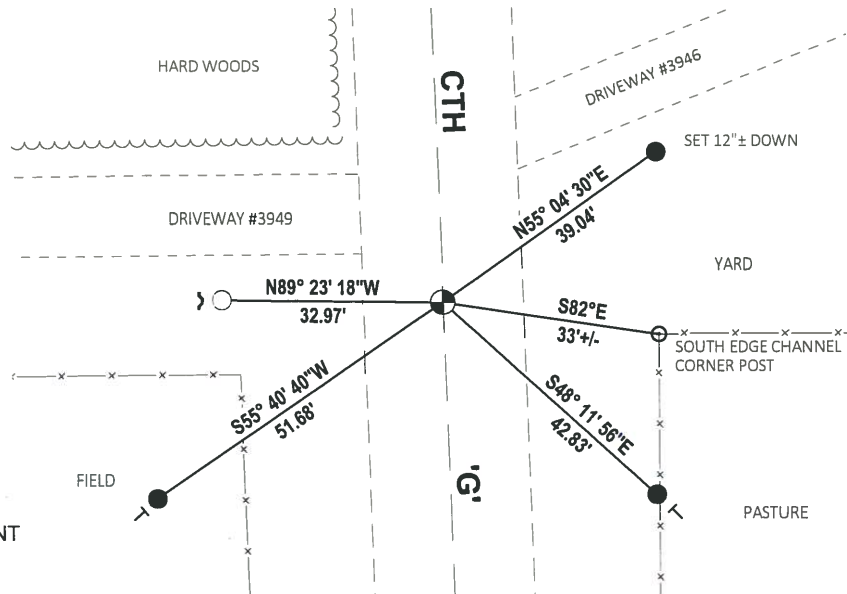 HARD WOODS
CTH
DRIVEWAY #3946
SET 12"± DOWN
N55° 04' 30"E
39.04'
DRIVEWAY #3949
YARD
N89° 23' 18"W
32.97'
S82°E
33'+/-
SOUTH EDGE CHANNEL
CORNER POST
S55° 40' 40"W
51.68'
S48° 11' 56"E
42.83'
FIELD
'G'
PASTURE
NT